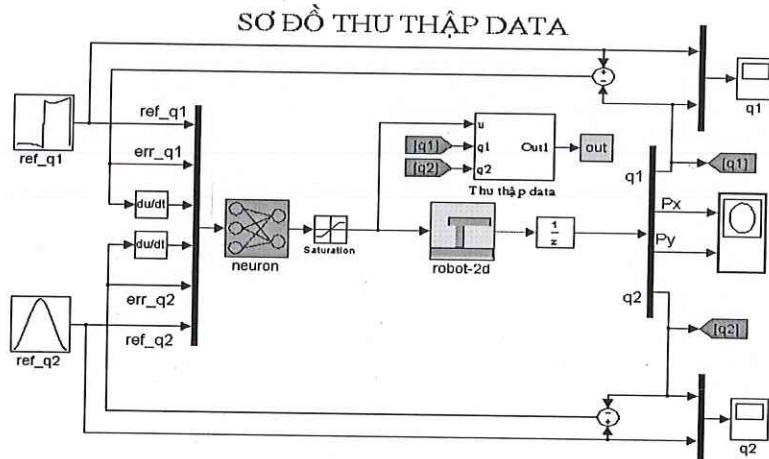 SƠ ĐỒ THU THẬP DATA
q1
ref_q1
ref_q1
err_q1
du/dt
du/dt
err_q2
ref_q2
ref_q2
neuron
Saturation
u
[q1]
q1
[q2]
q2
Out1
out
Thu thập data
robot-2d
1
z
q1
Px
Py
q2
[q1]
[q2]
q2